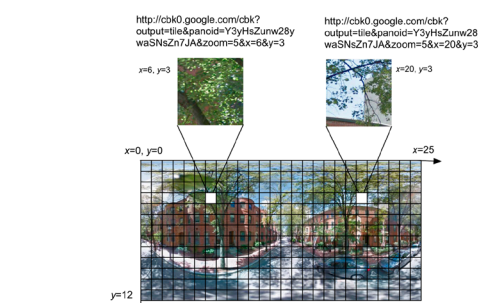 http://cbk0.google.com/cbk?
output=tile&panoid=Y3yHsZunw28y
waSNsZn7JA&zoom=5&x=6&y=3
http://cbk0.google.com/cbk?
output=tile&panoid=Y3yHsZunw28
waSNsZn7JA&zoom=5&x=20&y=3
x=6, y=3
x=20, y=3
x=0, y=0
x=25
y=12